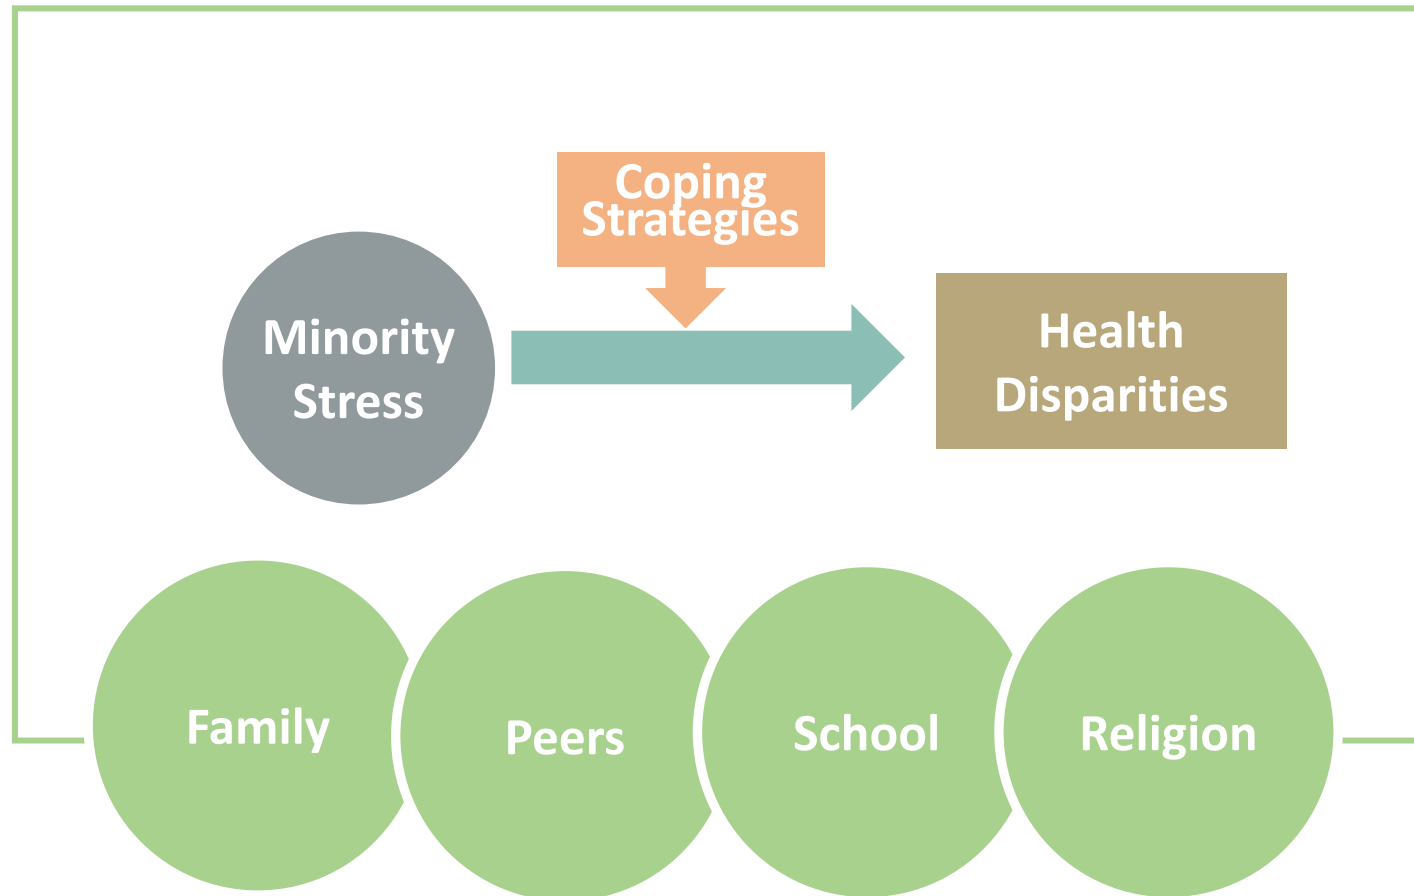 Coping
Strategies
Minority
Stress
Health
Disparities
Family
Peers
School
Religion